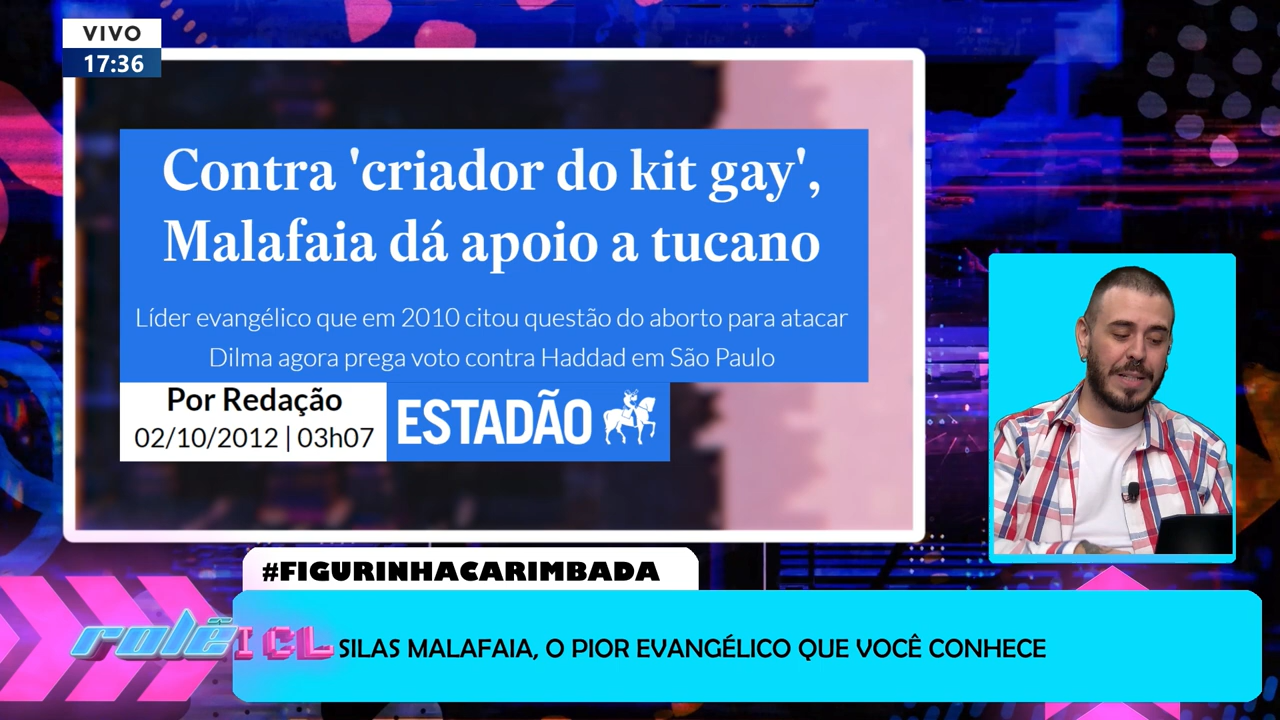 VIVO
17:36
Contra 'criador do kit gay',
Malafaia dá apoio a tucano
Líder evangélico que em 2010 citou questão do aborto para atacar
Dilma agora prega voto contra Haddad em São Paulo
Por Redação
02/10/2012 | 03h07
ESTADÃO
#FIGURINHACARIMBADA
rolê ICL
SILAS MALAFAIA, O PIOR EVANGÉLICO QUE VOCÊ CONHECE